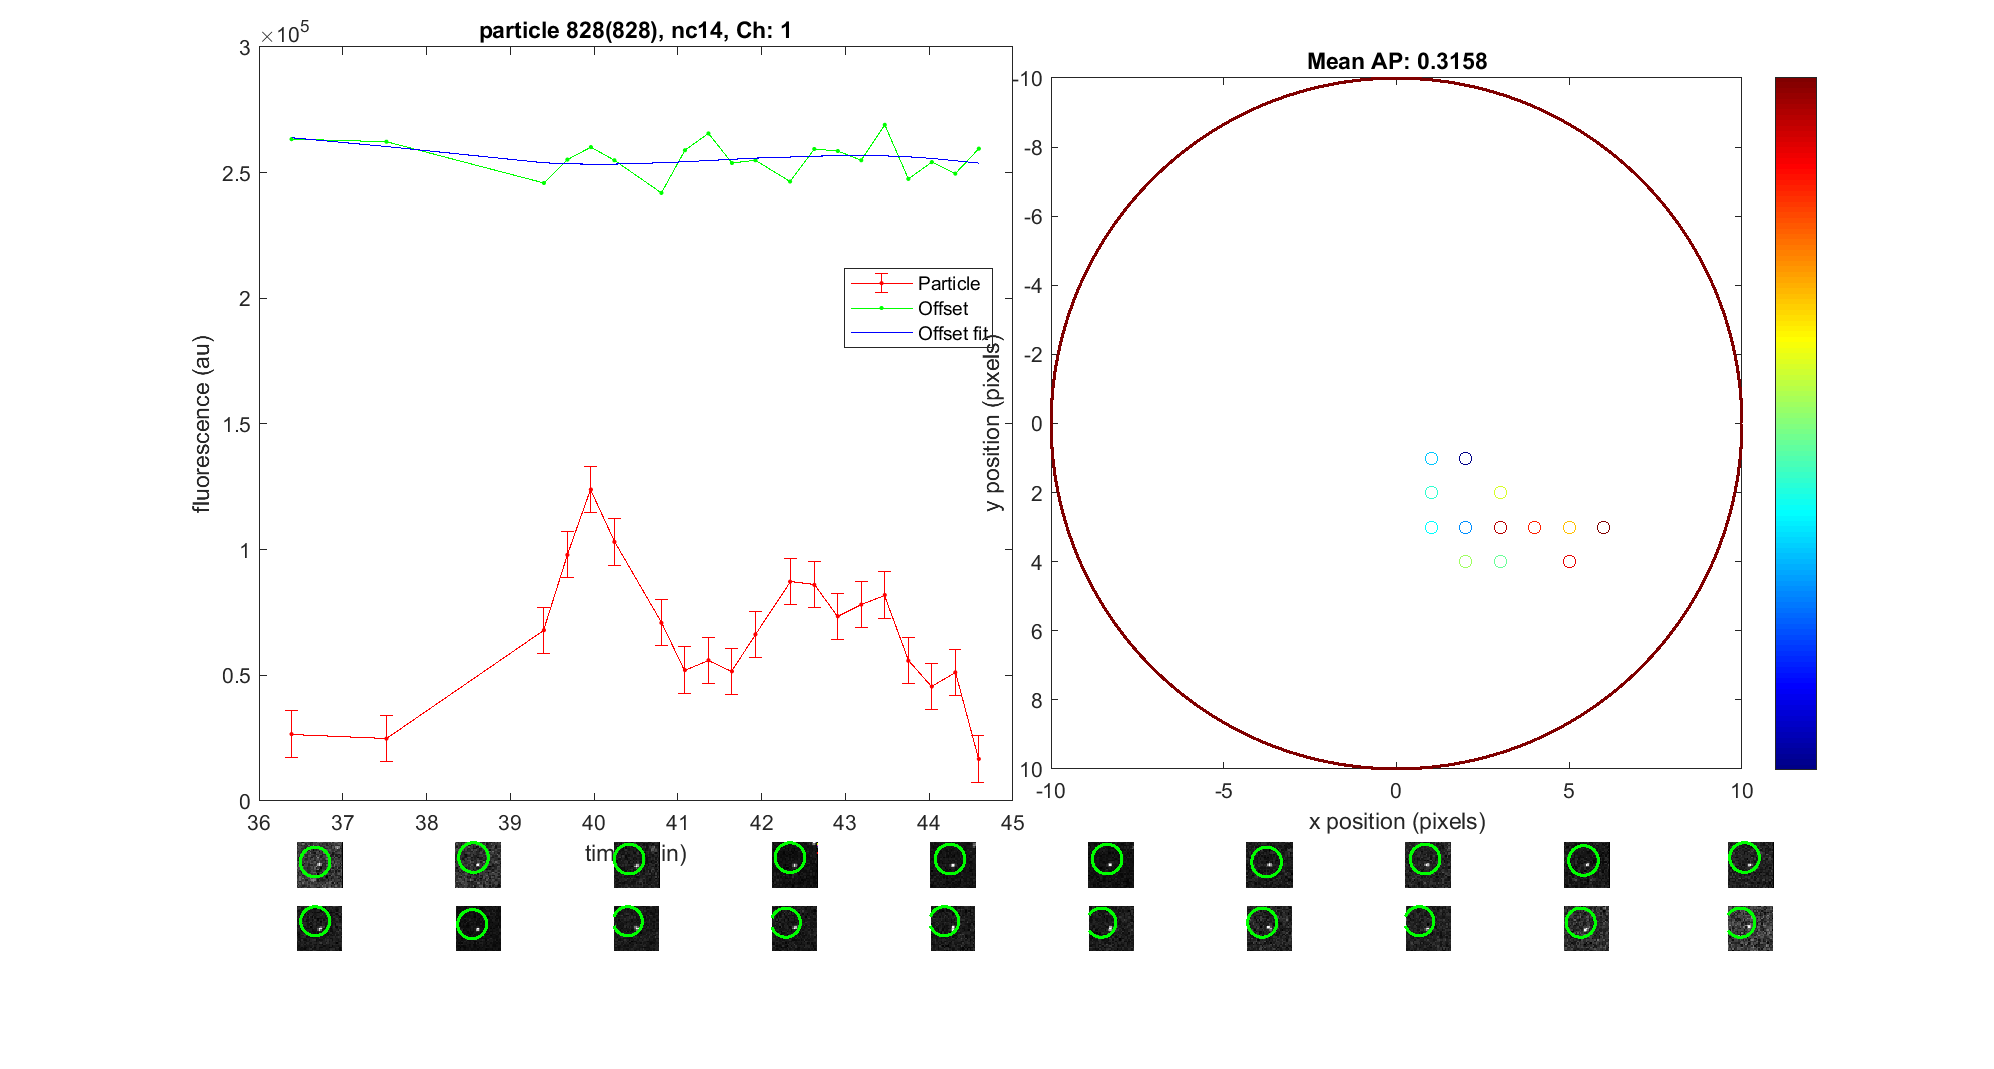 particle 828(828), nc14, Ch: 1
×10^5
3
2.5
2
1.5
1
0.5
0
fluorescence (au)
Particle
Offset
Offset fit
36 37 38 39 40 41 42 43 44 45
Mean AP: 0.3158
-10
-8
-6
-4
-2
0
2
4
6
8
10
y position (pixels)
-10 -5 0 5 10
x position (pixels)